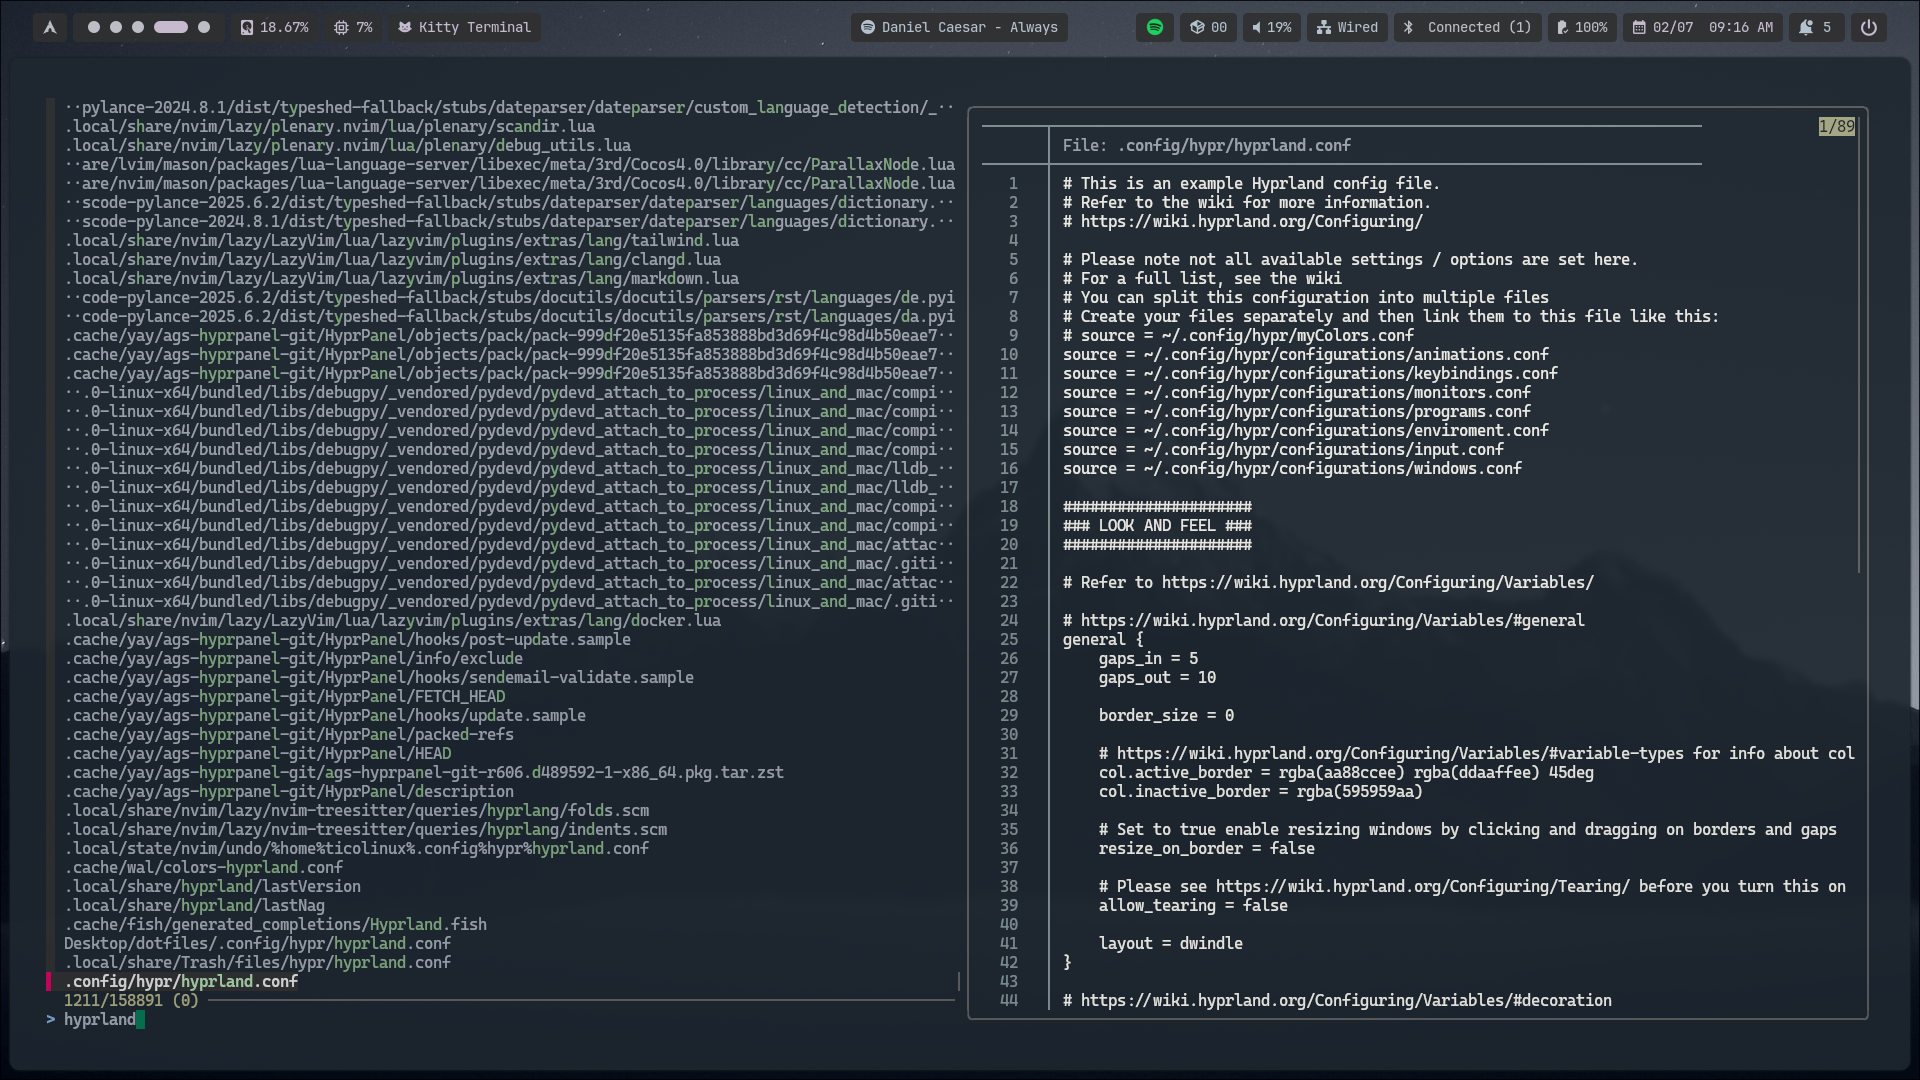 18.67%
7%
Kitty Terminal
Daniel Caesar - Always
00
19%
Wired
Connected (1)
100%
02/07 09:16 AM
5
··pylance-2024.8.1/dist/typeshed-fallback/stubs/dateparser/dateparser/custom_language_detection/_··
.local/share/nvim/lazy/plenary.nvim/lua/plenary/scandir.lua
.local/share/nvim/lazy/plenary.nvim/lua/plenary/debug_utils.lua
··are/lvim/mason/packages/lua-language-server/libexec/meta/3rd/Cocos4.0/library/cc/ParallaxNode.lua
··are/nvim/mason/packages/lua-language-server/libexec/meta/3rd/Cocos4.0/library/cc/ParallaxNode.lua
··scode-pylance-2025.6.2/dist/typeshed-fallback/stubs/dateparser/dateparser/languages/dictionary.··
··scode-pylance-2024.8.1/dist/typeshed-fallback/stubs/dateparser/dateparser/languages/dictionary.··
.local/share/nvim/lazy/LazyVim/lua/lazyvim/plugins/extras/lang/tailwind.lua
.local/share/nvim/lazy/LazyVim/lua/lazyvim/plugins/extras/lang/clangd.lua
.local/share/nvim/lazy/LazyVim/lua/lazyvim/plugins/extras/lang/markdown.lua
··code-pylance-2025.6.2/dist/typeshed-fallback/stubs/docutils/docutils/parsers/rst/languages/de.pyi
··code-pylance-2025.6.2/dist/typeshed-fallback/stubs/docutils/docutils/parsers/rst/languages/da.pyi
.cache/yay/ags-hyprpanel-git/HyprPanel/objects/pack/pack-999df20e5135fa853888bd3d69f4c98d4b50eae7··
.cache/yay/ags-hyprpanel-git/HyprPanel/objects/pack/pack-999df20e5135fa853888bd3d69f4c98d4b50eae7··
.cache/yay/ags-hyprpanel-git/HyprPanel/objects/pack/pack-999df20e5135fa853888bd3d69f4c98d4b50eae7··
··.0-linux-x64/bundled/libs/debugpy/_vendored/pydevd/pydevd_attach_to_process/linux_and_mac/compi··
··.0-linux-x64/bundled/libs/debugpy/_vendored/pydevd/pydevd_attach_to_process/linux_and_mac/compi··
··.0-linux-x64/bundled/libs/debugpy/_vendored/pydevd/pydevd_attach_to_process/linux_and_mac/compi··
··.0-linux-x64/bundled/libs/debugpy/_vendored/pydevd/pydevd_attach_to_process/linux_and_mac/compi··
··.0-linux-x64/bundled/libs/debugpy/_vendored/pydevd/pydevd_attach_to_process/linux_and_mac/lldb_··
··.0-linux-x64/bundled/libs/debugpy/_vendored/pydevd/pydevd_attach_to_process/linux_and_mac/lldb_··
··.0-linux-x64/bundled/libs/debugpy/_vendored/pydevd/pydevd_attach_to_process/linux_and_mac/compi··
··.0-linux-x64/bundled/libs/debugpy/_vendored/pydevd/pydevd_attach_to_process/linux_and_mac/compi··
··.0-linux-x64/bundled/libs/debugpy/_vendored/pydevd/pydevd_attach_to_process/linux_and_mac/attac··
··.0-linux-x64/bundled/libs/debugpy/_vendored/pydevd/pydevd_attach_to_process/linux_and_mac/.giti··
··.0-linux-x64/bundled/libs/debugpy/_vendored/pydevd/pydevd_attach_to_process/linux_and_mac/attac··
··.0-linux-x64/bundled/libs/debugpy/_vendored/pydevd/pydevd_attach_to_process/linux_and_mac/.giti··
.local/share/nvim/lazy/LazyVim/lua/lazyvim/plugins/extras/lang/docker.lua
.cache/yay/ags-hyprpanel-git/HyprPanel/hooks/post-update.sample
.cache/yay/ags-hyprpanel-git/HyprPanel/info/exclude
.cache/yay/ags-hyprpanel-git/HyprPanel/hooks/sendemail-validate.sample
.cache/yay/ags-hyprpanel-git/HyprPanel/FETCH_HEAD
.cache/yay/ags-hyprpanel-git/HyprPanel/hooks/update.sample
.cache/yay/ags-hyprpanel-git/HyprPanel/packed-refs
.cache/yay/ags-hyprpanel-git/HyprPanel/HEAD
.cache/yay/ags-hyprpanel-git/ags-hyprpanel-git-r606.d489592-1-x86_64.pkg.tar.zst
.cache/yay/ags-hyprpanel-git/HyprPanel/description
.local/share/nvim/lazy/nvim-treesitter/queries/hyprlang/folds.scm
.local/share/nvim/lazy/nvim-treesitter/queries/hyprlang/indents.scm
.local/state/nvim/undo/%home%ticolinux%.config%hypr%hyprland.conf
.cache/wal/colors-hyprland.conf
.local/share/hyprland/lastVersion
.local/share/hyprland/lastNag
.cache/fish/generated_completions/Hyprland.fish
Desktop/dotfiles/.config/hypr/hyprland.conf
.local/share/Trash/files/hypr/hyprland.conf
.config/hypr/hyprland.conf
1211/158891 (0)
> hyprland
1/89
File: .config/hypr/hyprland.conf
1 # This is an example Hyprland config file.
2 # Refer to the wiki for more information.
3 # https://wiki.hyprland.org/Configuring/
4
5 # Please note not all available settings / options are set here.
6 # For a full list, see the wiki
7 # You can split this configuration into multiple files
8 # Create your files separately and then link them to this file like this:
9 # source = ~/.config/hypr/myColors.conf
10 source = ~/.config/hypr/configurations/animations.conf
11 source = ~/.config/hypr/configurations/keybindings.conf
12 source = ~/.config/hypr/configurations/monitors.conf
13 source = ~/.config/hypr/configurations/programs.conf
14 source = ~/.config/hypr/configurations/enviroment.conf
15 source = ~/.config/hypr/configurations/input.conf
16 source = ~/.config/hypr/configurations/windows.conf
17
18 #####################
19 ### LOOK AND FEEL ###
20 #####################
21
22 # Refer to https://wiki.hyprland.org/Configuring/Variables/
23
24 # https://wiki.hyprland.org/Configuring/Variables/#general
25 general {
26 gaps_in = 5
27 gaps_out = 10
28
29 border_size = 0
30
31 # https://wiki.hyprland.org/Configuring/Variables/#variable-types for info about col
32 col.active_border = rgba(aa88ccee) rgba(ddaaffee) 45deg
33 col.inactive_border = rgba(595959aa)
34
35 # Set to true enable resizing windows by clicking and dragging on borders and gaps
36 resize_on_border = false
37
38 # Please see https://wiki.hyprland.org/Configuring/Tearing/ before you turn this on
39 allow_tearing = false
40
41 layout = dwindle
42 }
43
44 # https://wiki.hyprland.org/Configuring/Variables/#decoration